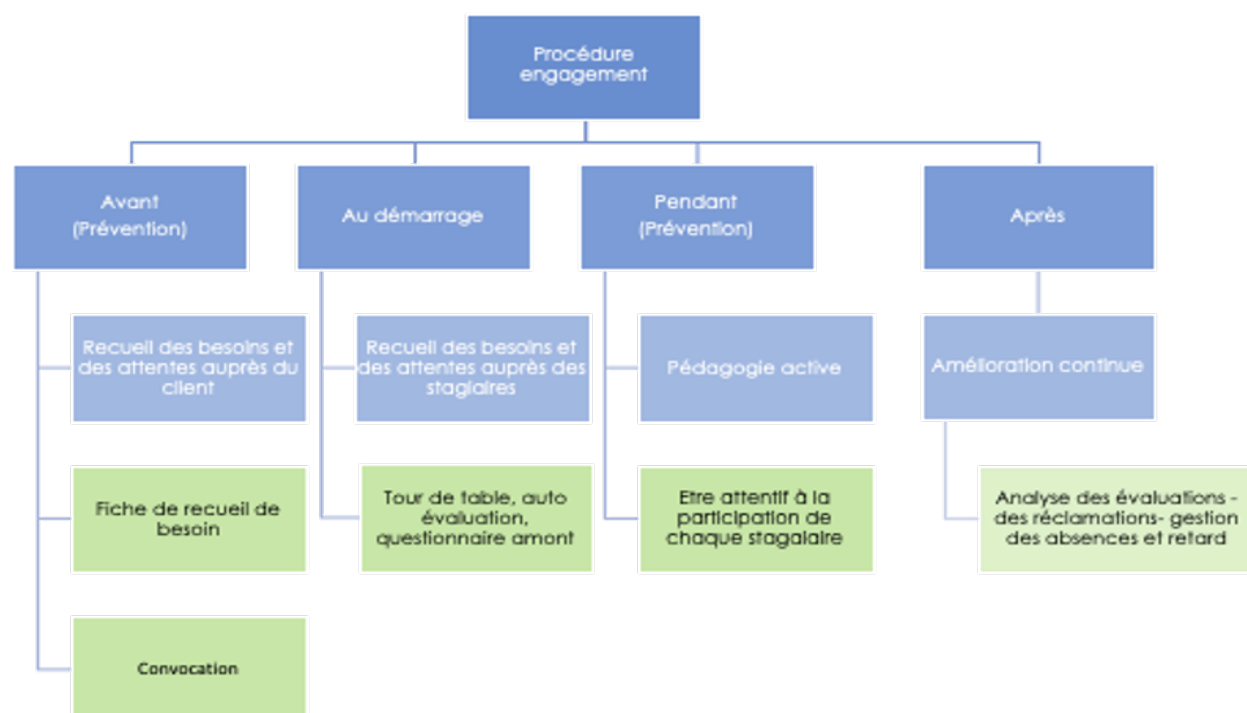 Procédure
engagement
Avant
(Prévention)
Au démarrage
Pendant
(Prévention)
Après
Recueil des besoins et
des attentes auprès du
client
Recueil des besoins et
des attentes auprès des
stagiaires
Pédagogie active
Amélioration continue
Fiche de recueil de
besoin
Tour de table, auto
évaluation,
questionnaire amont
Etre attentif à la
participation de
chaque stagalaire
Analyse des évaluations -
des réclamations- gestion
des absences et retard
Convocation